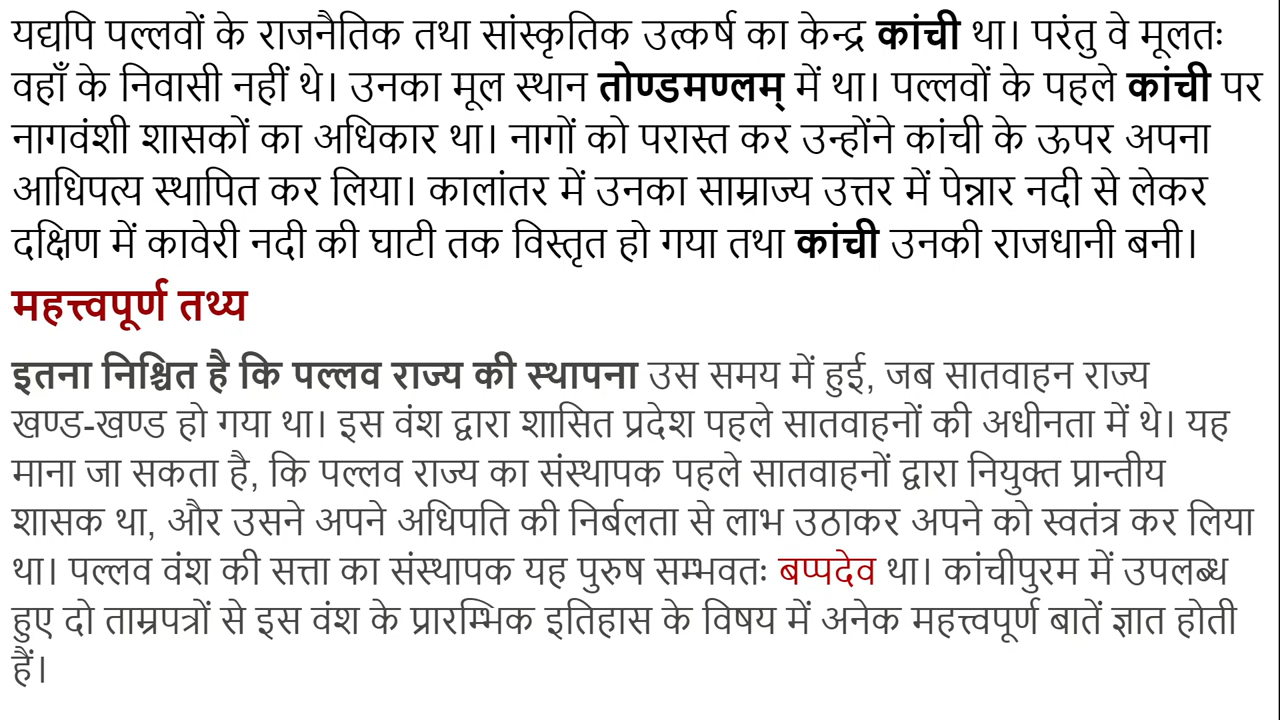 यद्यपि पल्लवों के राजनैतिक तथा सांस्कृतिक उत्कर्ष का केन्द्र कांची था। परंतु वे मूलतः
वहाँ के निवासी नहीं थे। उनका मूल स्थान तोण्डमण्लम् में था। पल्लवों के पहले कांची पर
नागवंशी शासकों का अधिकार था। नागों को परास्त कर उन्होंने कांची के ऊपर अपना
आधिपत्य स्थापित कर लिया। कालांतर में उनका साम्राज्य उत्तर में पेन्नार नदी से लेकर
दक्षिण में कावेरी नदी की घाटी तक विस्तृत हो गया तथा कांची उनकी राजधानी बनी।
महत्त्वपूर्ण तथ्य
इतना निश्चित है कि पल्लव राज्य की स्थापना उस समय में हुई, जब सातवाहन राज्य
खण्ड-खण्ड हो गया था। इस वंश द्वारा शासित प्रदेश पहले सातवाहनों की अधीनता में थे। यह
माना जा सकता है, कि पल्लव राज्य का संस्थापक पहले सातवाहनों द्वारा नियुक्त प्रान्तीय
शासक था, और उसने अपने अधिपति की निर्बलता से लाभ उठाकर अपने को स्वतंत्र कर लिया
था। पल्लव वंश की सत्ता का संस्थापक यह पुरुष सम्भवतः बप्पदेव था। कांचीपुरम में उपलब्ध
हुए दो ताम्रपत्रों से इस वंश के प्रारम्भिक इतिहास के विषय में अनेक महत्त्वपूर्ण बातें ज्ञात होती
हैं।